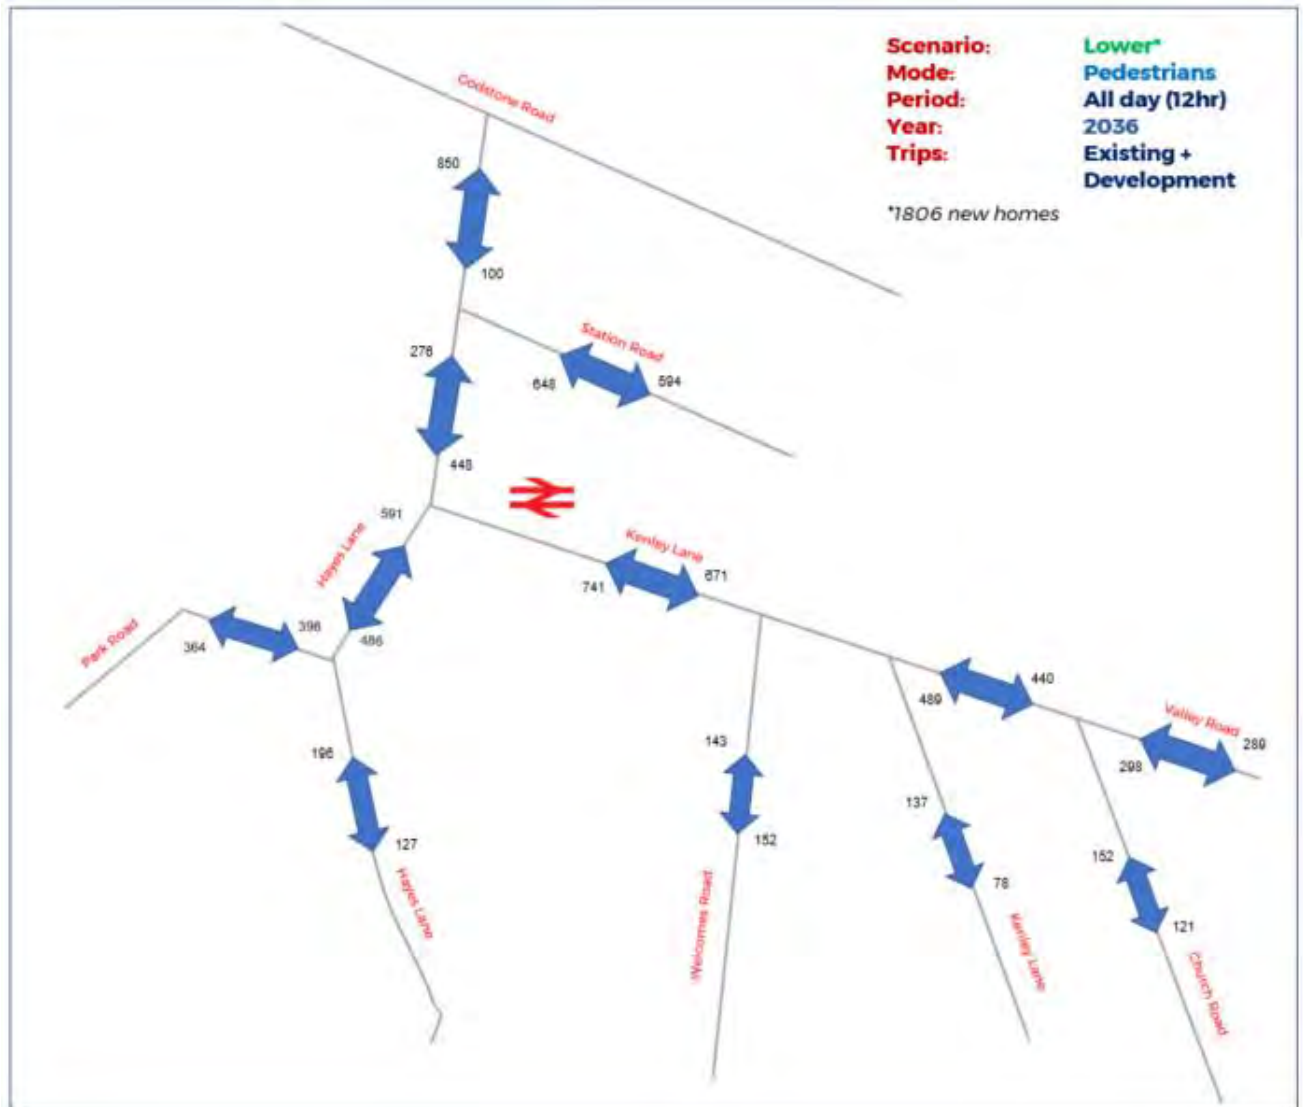 Scenario: Lower*
Mode: Pedestrians
Period: All day (12hr)
Year: 2036
Trips: Existing +
Development
*1806 new homes
Godstone Road
850
100
Station Road
276
648
594
448
591
Hayes Lane
Kenley Lane
741
671
Park Road
364
396
486
489
440
Valley Road
298
289
196
127
Hayes Lane
143
152
Welcomes Road
137
78
Kenley Lane
152
121
Church Road